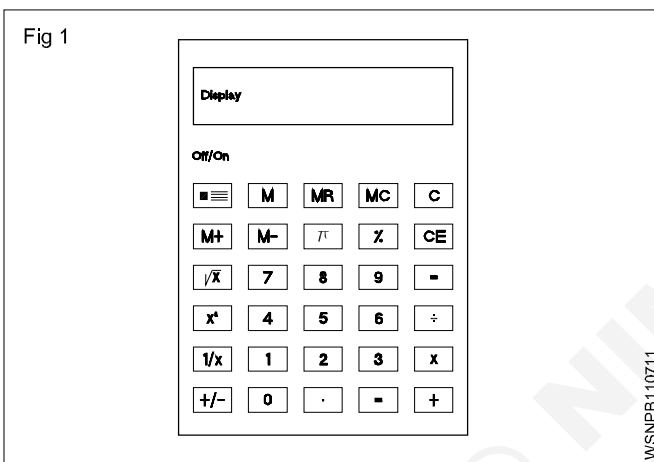 Fig 1
Display
Off/On
M MR MC C
M+ M- π % CE
√x 7 8 9 -
4 5 6 ÷
1/x 1 2 3 x
+/- 0 . = +
WSNPB110711
© NI